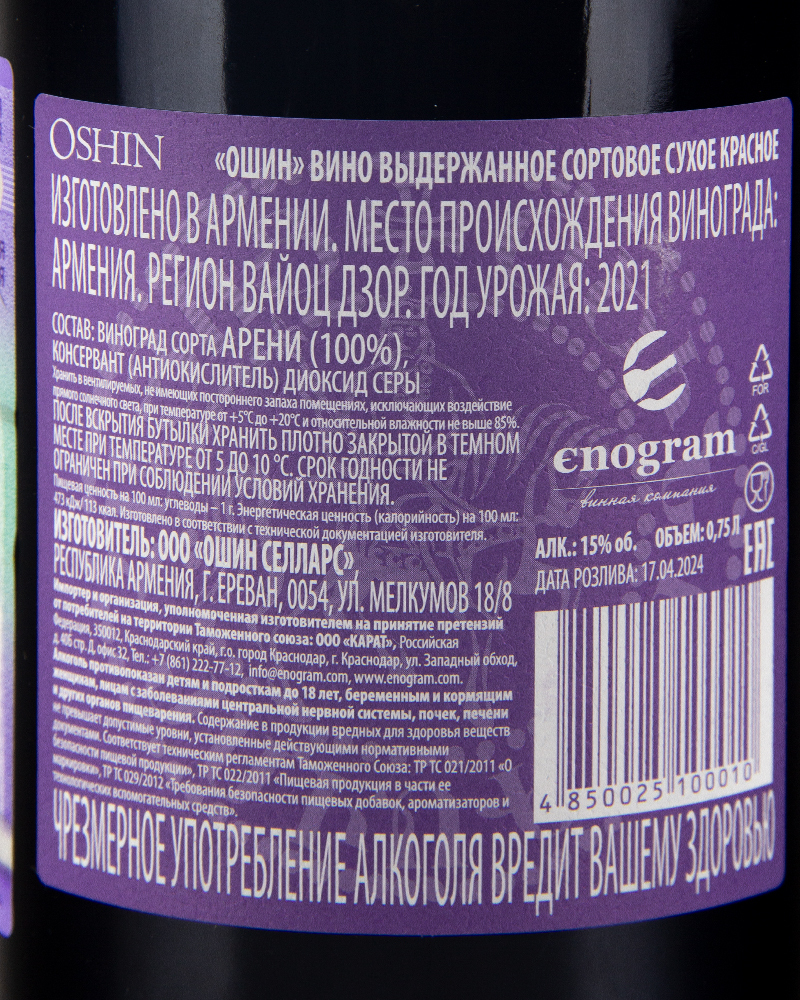 OSHIN
«ОШИН» ВИНО ВЫДЕРЖАННОЕ СОРТОВОЕ СУХОЕ КРАСНОЕ
ИЗГОТОВЛЕНО В АРМЕНИИ. МЕСТО ПРОИСХОЖДЕНИЯ ВИНОГРАДА:
АРМЕНИЯ. РЕГИОН ВАЙОЦ ДЗОР. ГОД УРОЖАЯ: 2021
СОСТАВ: ВИНОГРАД СОРТА АРЕНИ (100%),
КОНСЕРВАНТ (АНТИОКИСЛИТЕЛЬ) ДИОКСИД СЕРЫ
Хранить в вентилируемых, не имеющих постороннего запаха помещениях, исключающих воздействие
прямого солнечного света, при температуре от +5°С до +20°С и относительной влажности не выше 85%.
ПОСЛЕ ВСКРЫТИЯ БУТЫЛКИ ХРАНИТЬ ПЛОТНО ЗАКРЫТОЙ В ТЕМНОМ
МЕСТЕ ПРИ ТЕМПЕРАТУРЕ ОТ 5 ДО 10 °С. СРОК ГОДНОСТИ НЕ
ОГРАНИЧЕН ПРИ СОБЛЮДЕНИИ УСЛОВИЙ ХРАНЕНИЯ.
Пищевая ценность на 100 мл: углеводы – 1 г. Энергетическая ценность (калорийность) на 100 мл:
473 кДж/ 113 ккал. Изготовлено в соответствии с технической документацией изготовителя.
ИЗГОТОВИТЕЛЬ: ООО «ОШИН СЕЛЛАРС»,
РЕСПУБЛИКА АРМЕНИЯ, Г. ЕРЕВАН, 0054, УЛ. МЕЛКУМОВ 18/8
Импортер и организация, уполномоченная изготовителем на принятие претензий
от потребителей на территории Таможенного союза: ООО «КАРАТ», Российская
Федерация, 350012, Краснодарский край, г.о. город Краснодар, г. Краснодар, ул. Западный обход,
д. 40б стр. Д, офис 32, Тел.: +7 (861) 222-77-12, info@enogram.com, www.enogram.com.
Алкоголь противопоказан детям и подросткам до 18 лет, беременным и кормящим
женщинам, лицам с заболеваниями центральной нервной системы, почек, печени
и других органов пищеварения. Содержание в продукции вредных для здоровья веществ
не превышает допустимые уровни, установленные действующими нормативными
документами. Соответствует техническим регламентам Таможенного Союза: ТР ТС 021/2011 «О
безопасности пищевой продукции», ТР ТС 022/2011 «Пищевая продукция в части ее
маркировки», ТР ТС 029/2012 «Требования безопасности пищевых добавок, ароматизаторов и
технологических вспомогательных средств».
enogram
винная компания
FOR
C/GL
АЛК.: 15% об. ОБЪЕМ: 0,75 Л
EAC
ДАТА РОЗЛИВА: 17.04.2024
4 850025 100010
ЧРЕЗМЕРНОЕ УПОТРЕБЛЕНИЕ АЛКОГОЛЯ ВРЕДИТ ВАШЕМУ ЗДОРОВЬЮ